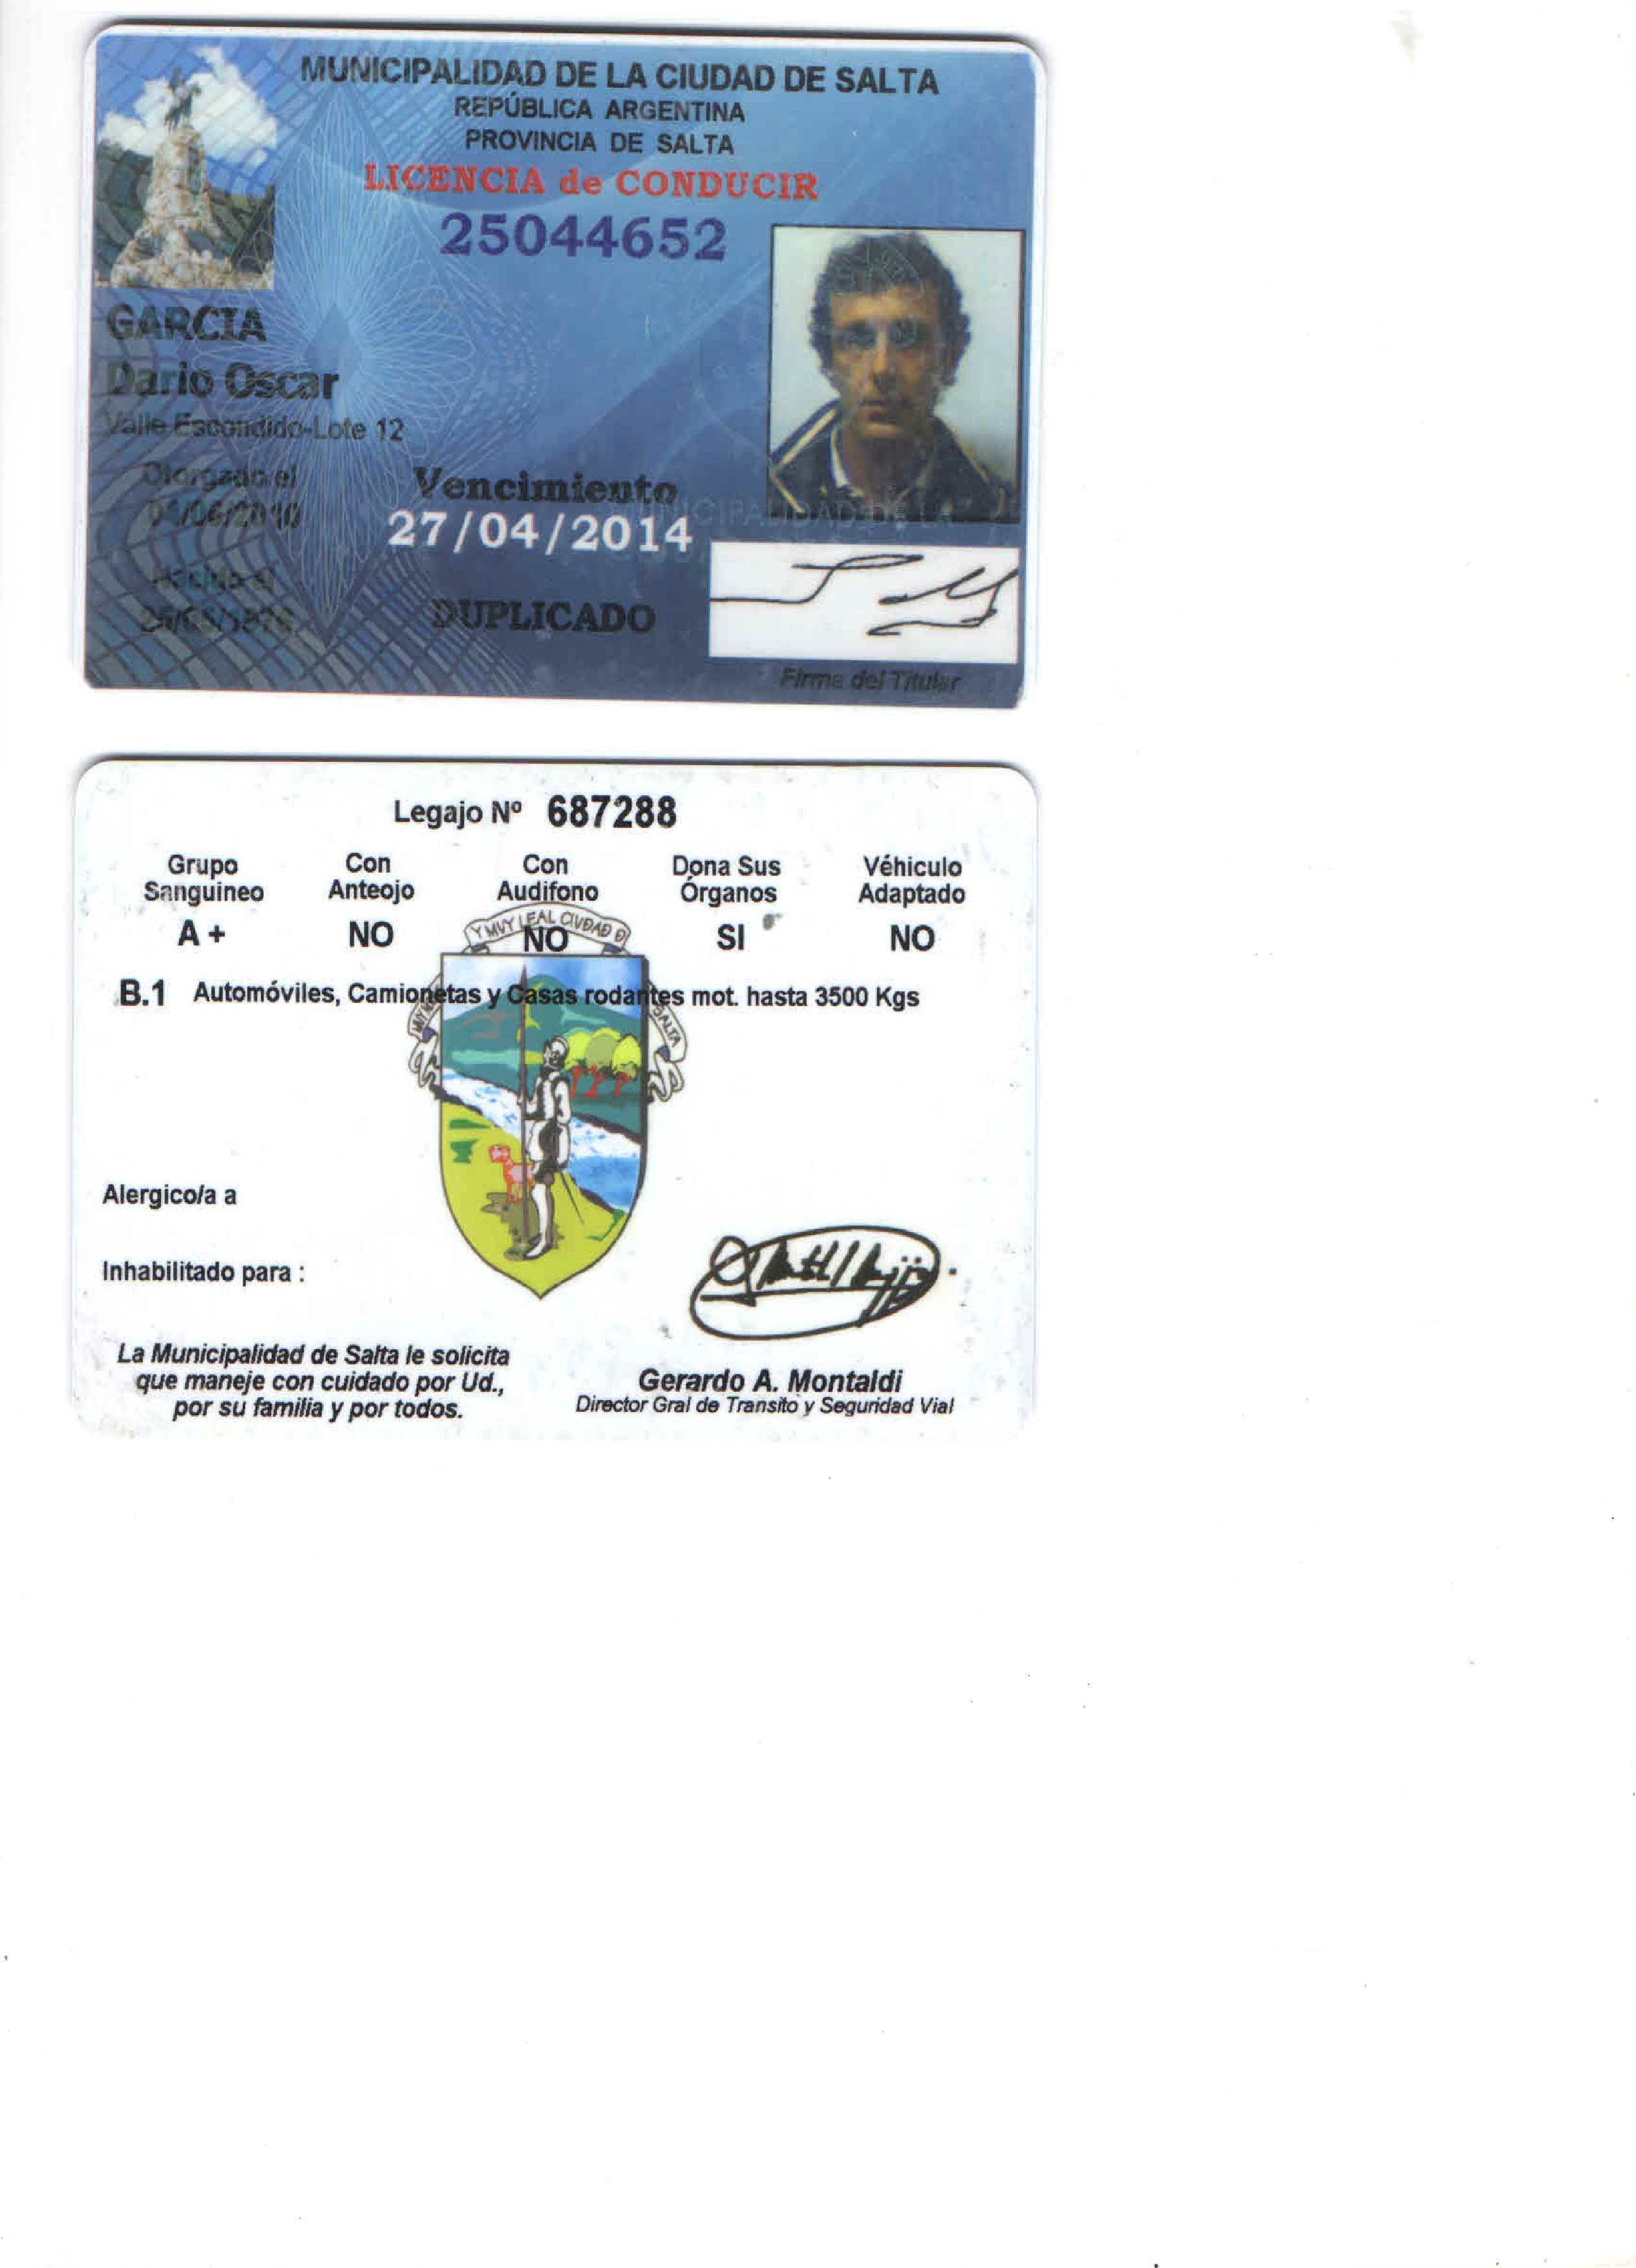 MUNICIPALIDAD DE LA CIUDAD DE SALTA
REPÚBLICA ARGENTINA
PROVINCIA DE SALTA
LICENCIA de CONDUCIR
25044652
GARCIA
Dario Oscar
Valle Escondido-Lote 12
Otorgado el
Vencimiento
27/04/2014
MUNICIPALIDAD DE LA
Nacido el
DUPLICADO
Firma del Titular
Legajo Nº 687288
Grupo Sanguineo
A +
Con Anteojo
NO
Con Audifono
NO
Dona Sus Órganos
SI
Véhiculo Adaptado
NO
Y MVY LEAL CIVDAD D
SALTA
B.1 Automóviles, Camionetas y Casas rodantes mot. hasta 3500 Kgs
Alergico/a a
Inhabilitado para :
La Municipalidad de Salta le solicita
que maneje con cuidado por Ud.,
por su familia y por todos.
Gerardo A. Montaldi
Director Gral de Transito y Seguridad Vial